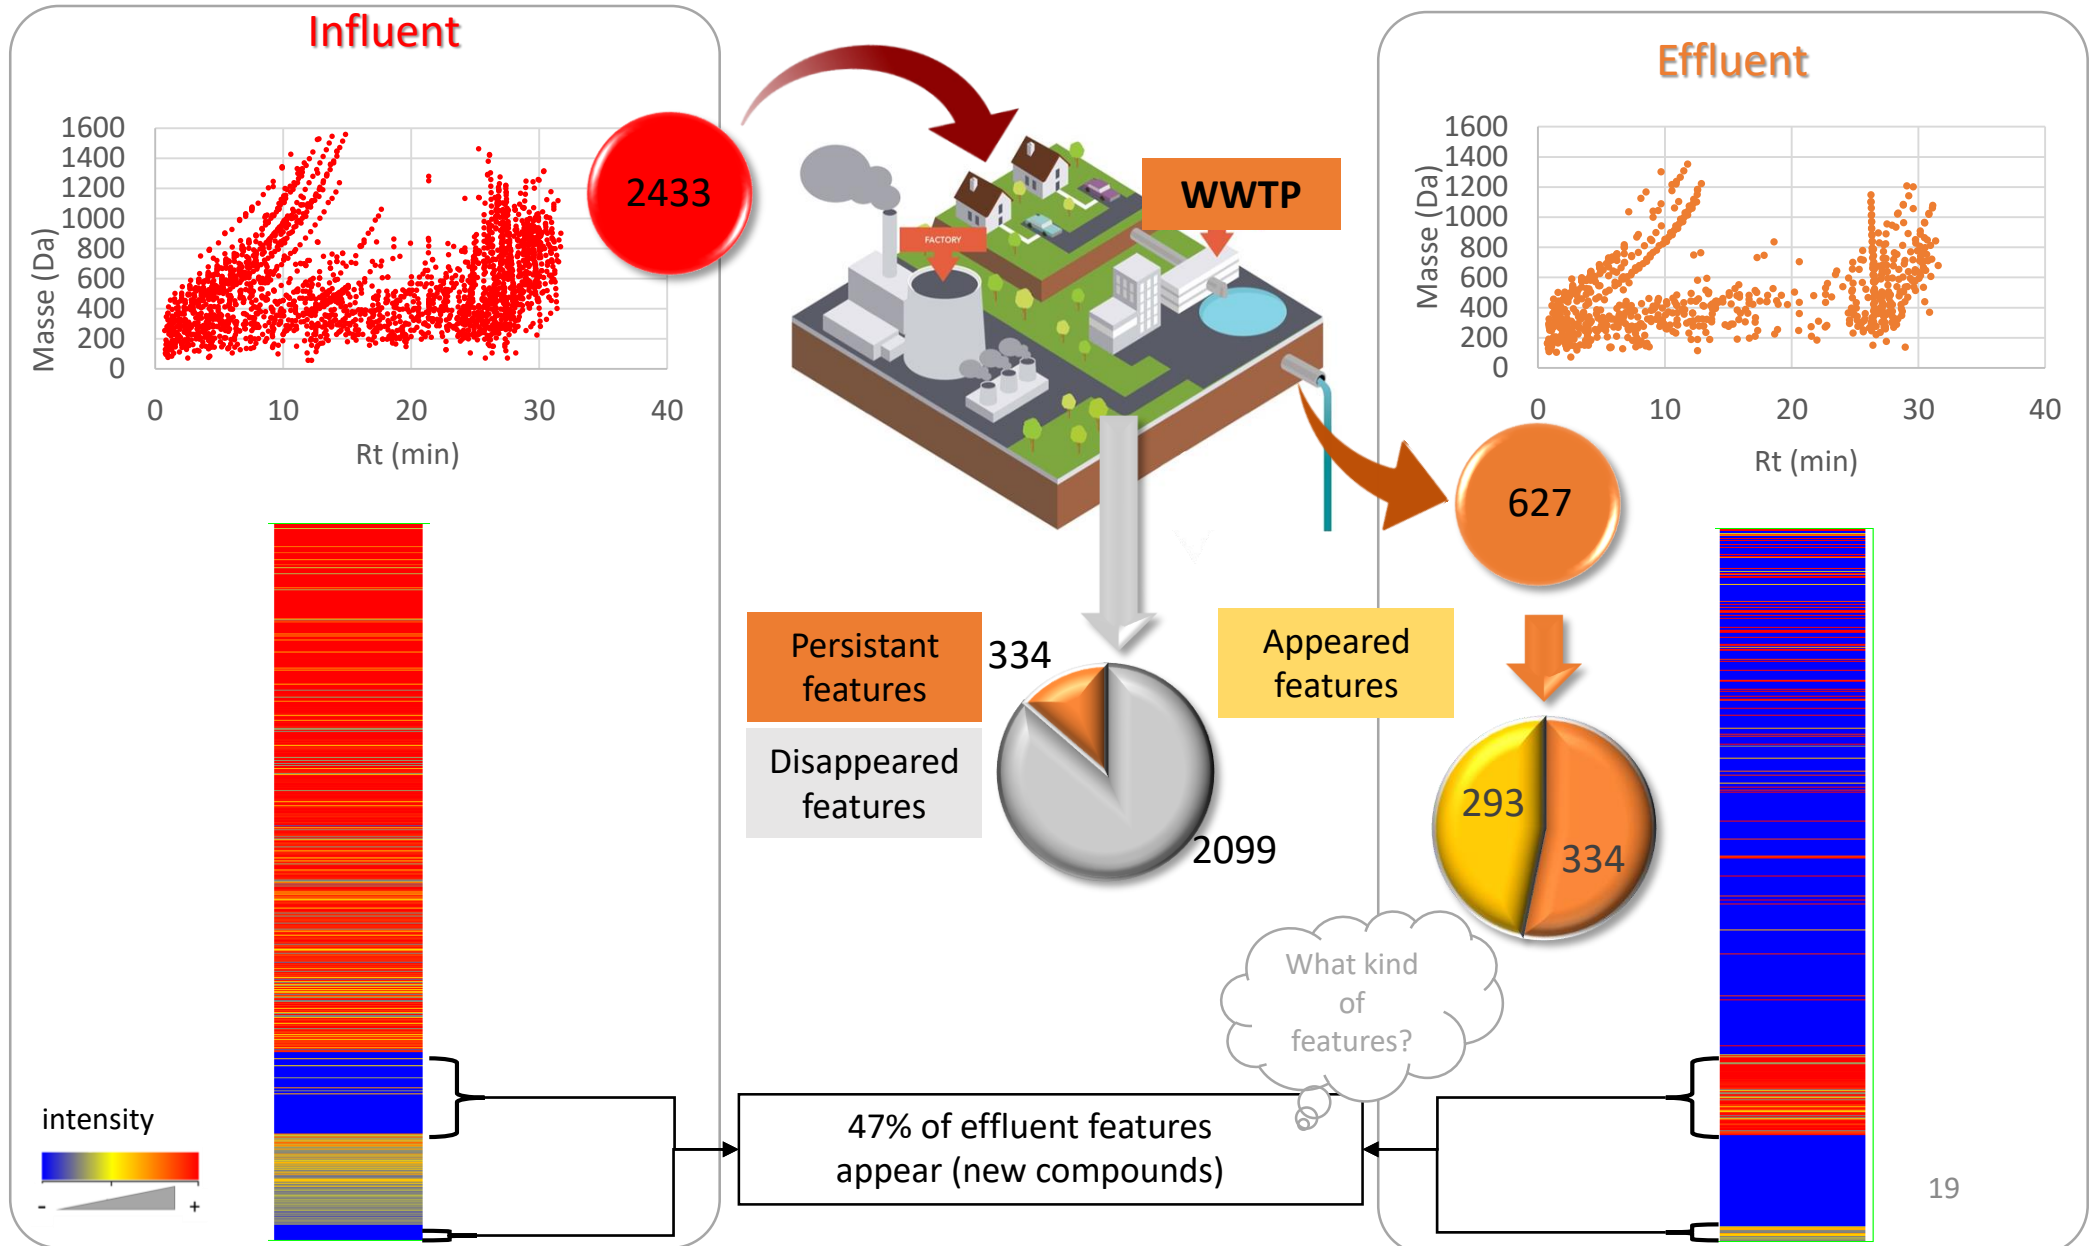 Influent
1600
1400
1200
1000
800
600
400
200
0
Masse (Da)
0 10 20 30 40
Rt (min)
2433
FACTORY
WWTP
Effluent
1600
1400
1200
1000
800
600
400
200
0
Masse (Da)
0 10 20 30 40
Rt (min)
627
Persistant
features
334
Disappeared
features
2099
Appeared
features
293
334
What kind
of
features?
intensity
- +
47% of effluent features
appear (new compounds)
19